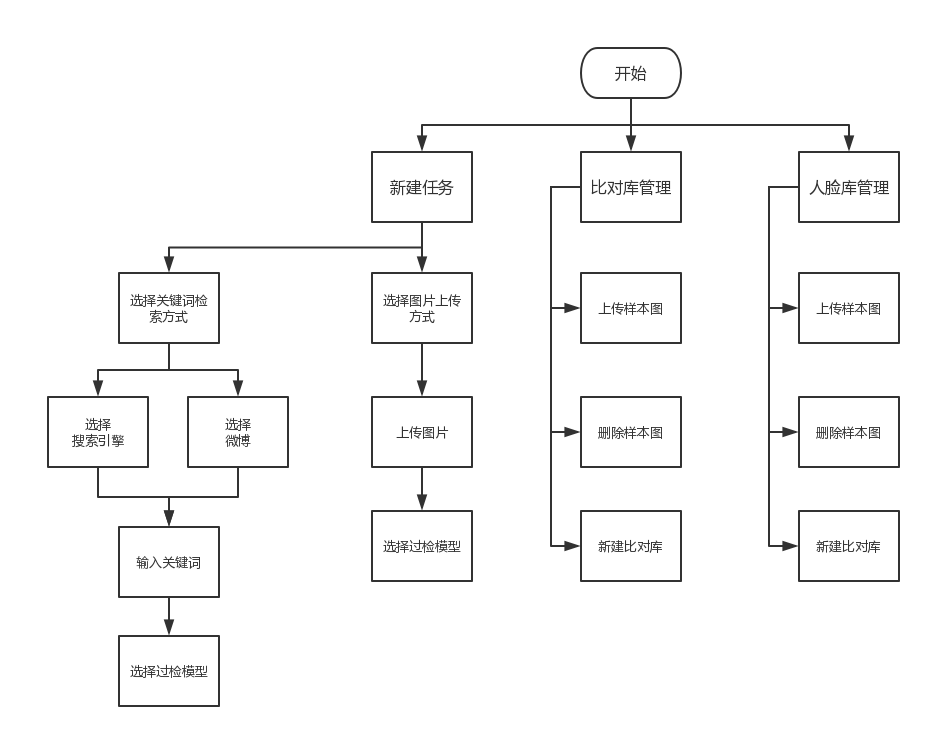 开始
新建任务
比对库管理
人脸库管理
选择关键词检
索方式
选择图片上传
方式
上传样本图
上传样本图
选择
搜索引擎
选择
微博
上传图片
删除样本图
删除样本图
选择过检模型
新建比对库
新建比对库
输入关键词
选择过检模型